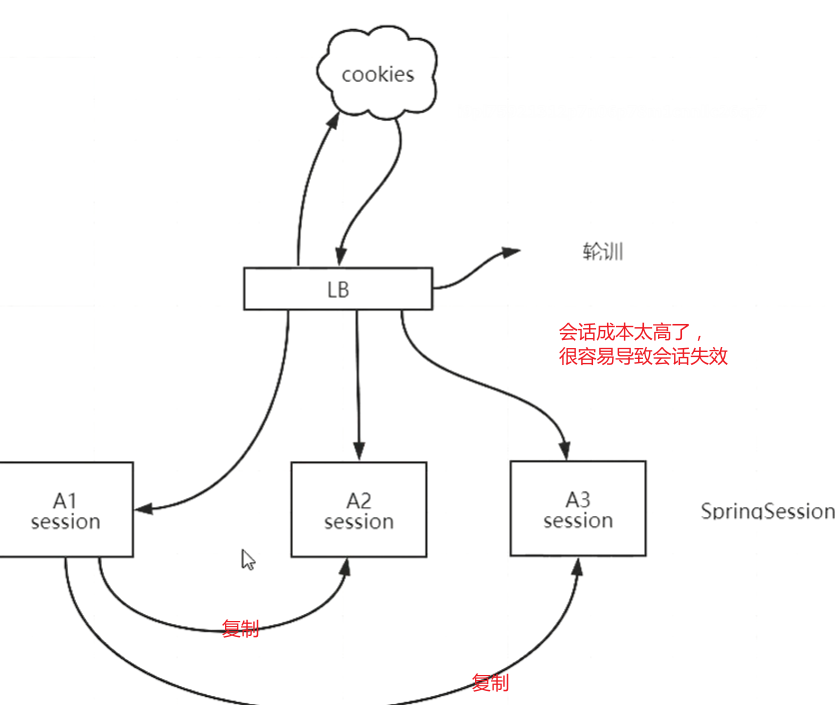 cookies
LB
轮训
会话成本太高了，
很容易导致会话失效
A1
session
A2
session
A3
session
SpringSession
复制
复制